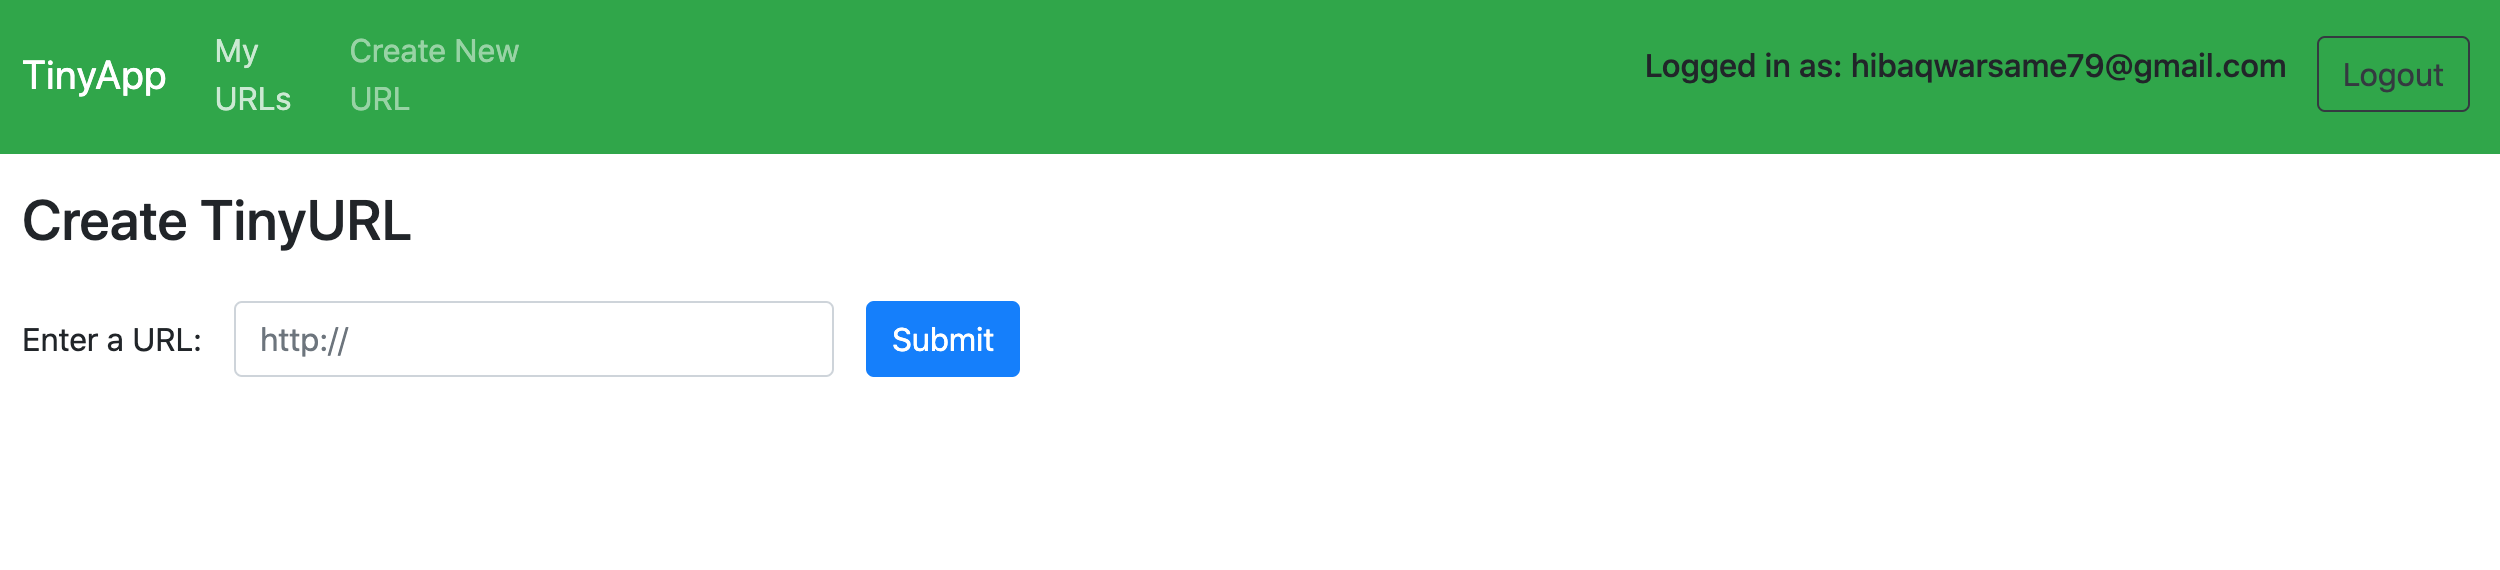 TinyApp
My
URLs
Create New
URL
Logged in as: hibaqwarsame79@gmail.com
Logout
Create TinyURL
Enter a URL:
http://
Submit